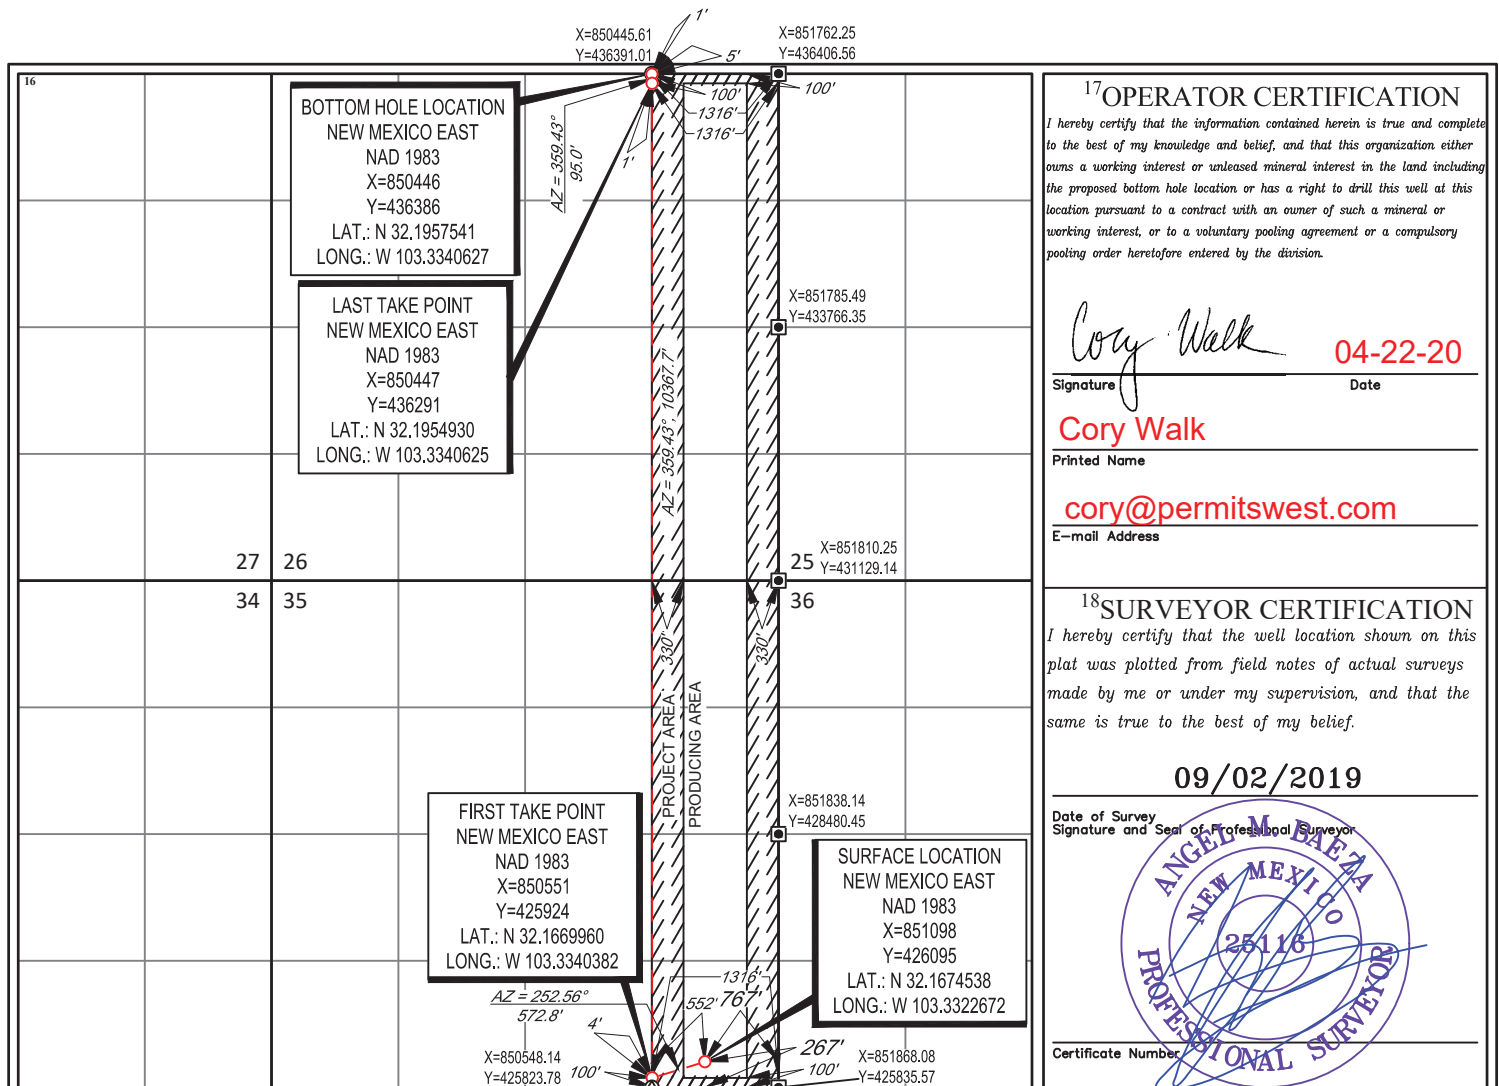 16
X=850445.61
Y=436391.01
1'
5'
X=851762.25
Y=436406.56
100'
1316'
1316'
100'
1'
AZ = 359.43°
95.0'
BOTTOM HOLE LOCATION
NEW MEXICO EAST
NAD 1983
X=850446
Y=436386
LAT.: N 32.1957541
LONG.: W 103.3340627
LAST TAKE POINT
NEW MEXICO EAST
NAD 1983
X=850447
Y=436291
LAT.: N 32.1954930
LONG.: W 103.3340625
X=851785.49
Y=433766.35
AZ = 359.43°, 10367.7'
27 26
25
X=851810.25
Y=431129.14
34 35
36
330'
330'
PROJECT AREA
PRODUCING AREA
X=851838.14
Y=428480.45
FIRST TAKE POINT
NEW MEXICO EAST
NAD 1983
X=850551
Y=425924
LAT.: N 32.1669960
LONG.: W 103.3340382
SURFACE LOCATION
NEW MEXICO EAST
NAD 1983
X=851098
Y=426095
LAT.: N 32.1674538
LONG.: W 103.3322672
AZ = 252.56°
572.8'
1316'
552'
767'
4'
267'
X=850548.14
Y=425823.78
100'
100'
X=851868.08
Y=425835.57
17 OPERATOR CERTIFICATION
I hereby certify that the information contained herein is true and complete
to the best of my knowledge and belief, and that this organization either
owns a working interest or unleased mineral interest in the land including
the proposed bottom hole location or has a right to drill this well at this
location pursuant to a contract with an owner of such a mineral or
working interest, or to a voluntary pooling agreement or a compulsory
pooling order heretofore entered by the division.
Cory Walk
04-22-20
Signature
Date
Cory Walk
Printed Name
cory@permitswest.com
E-mail Address
18 SURVEYOR CERTIFICATION
I hereby certify that the well location shown on this
plat was plotted from field notes of actual surveys
made by me or under my supervision, and that the
same is true to the best of my belief.
09/02/2019
Date of Survey
Signature and Seal of Professional Surveyor
ANGEL M. BAEZA
NEW MEXICO
25116
PROFESSIONAL SURVEYOR
Certificate Number